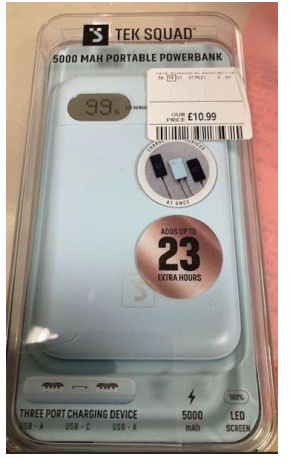 TEK SQUAD
5000 MAH PORTABLE POWERBANK
99%
OUR
PRICE £10.99
AT ONCE
ADDS UP TO
23
EXTRA HOURS
THREE PORT CHARGING DEVICE
USB - A USB - C USB - A
5000
mAh
100%
LED
SCREEN